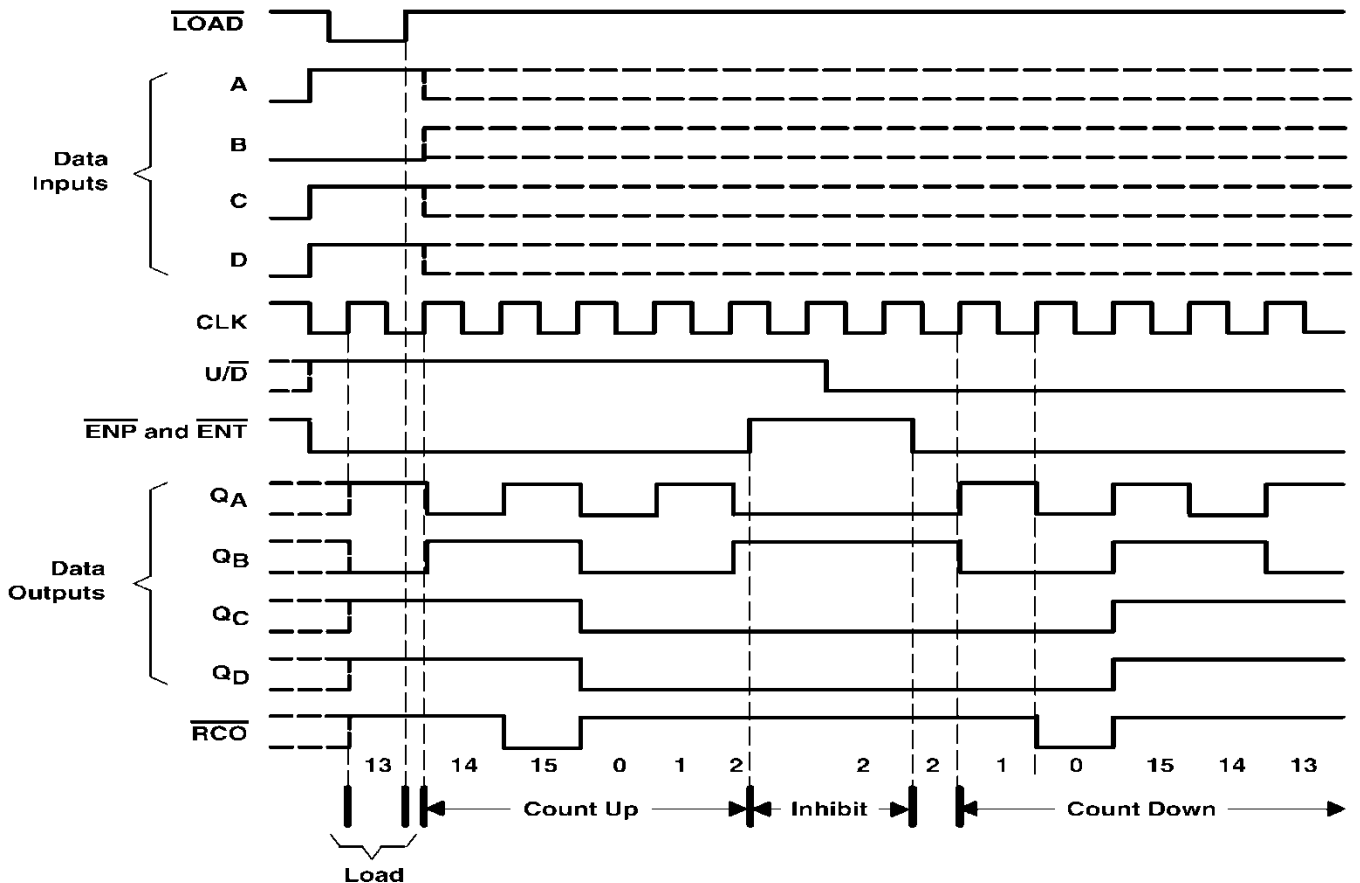 LOAD
A
B
Data
Inputs
C
D
CLK
U/D
ENP and ENT
QA
QB
Data
Outputs
QC
QD
RCO
13 14 15 0 1 2 2 2 1 0 15 14 13
Count Up Inhibit Count Down
Load